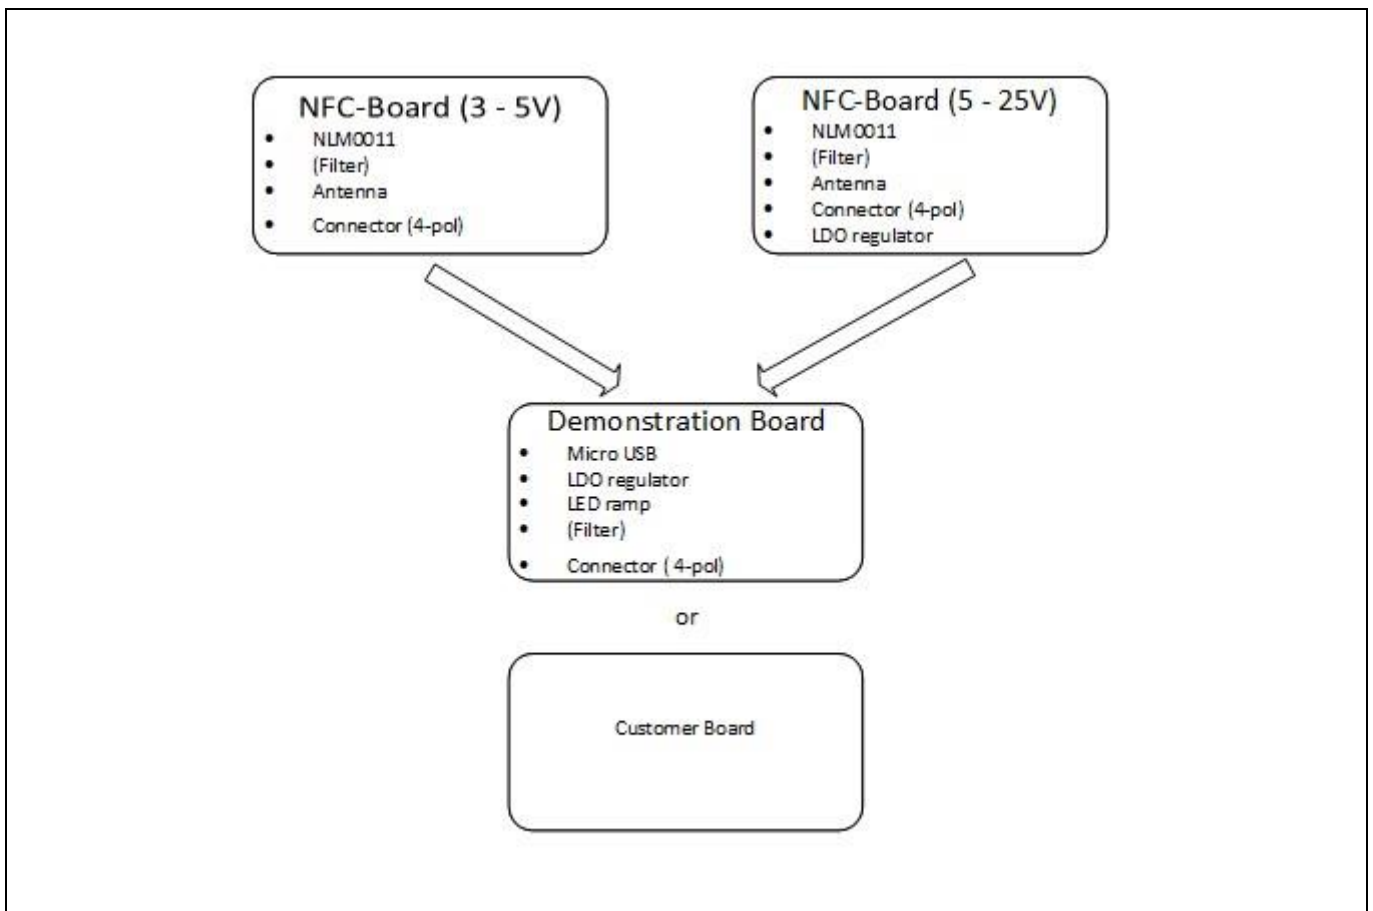 NFC-Board (3 - 5V)
• NLM0011
• (Filter)
• Antenna
• Connector (4-pol)
NFC-Board (5 - 25V)
• NLM0011
• (Filter)
• Antenna
• Connector (4-pol)
• LDO regulator
Demonstration Board
• Micro USB
• LDO regulator
• LED ramp
• (Filter)
• Connector ( 4-pol)
or
Customer Board